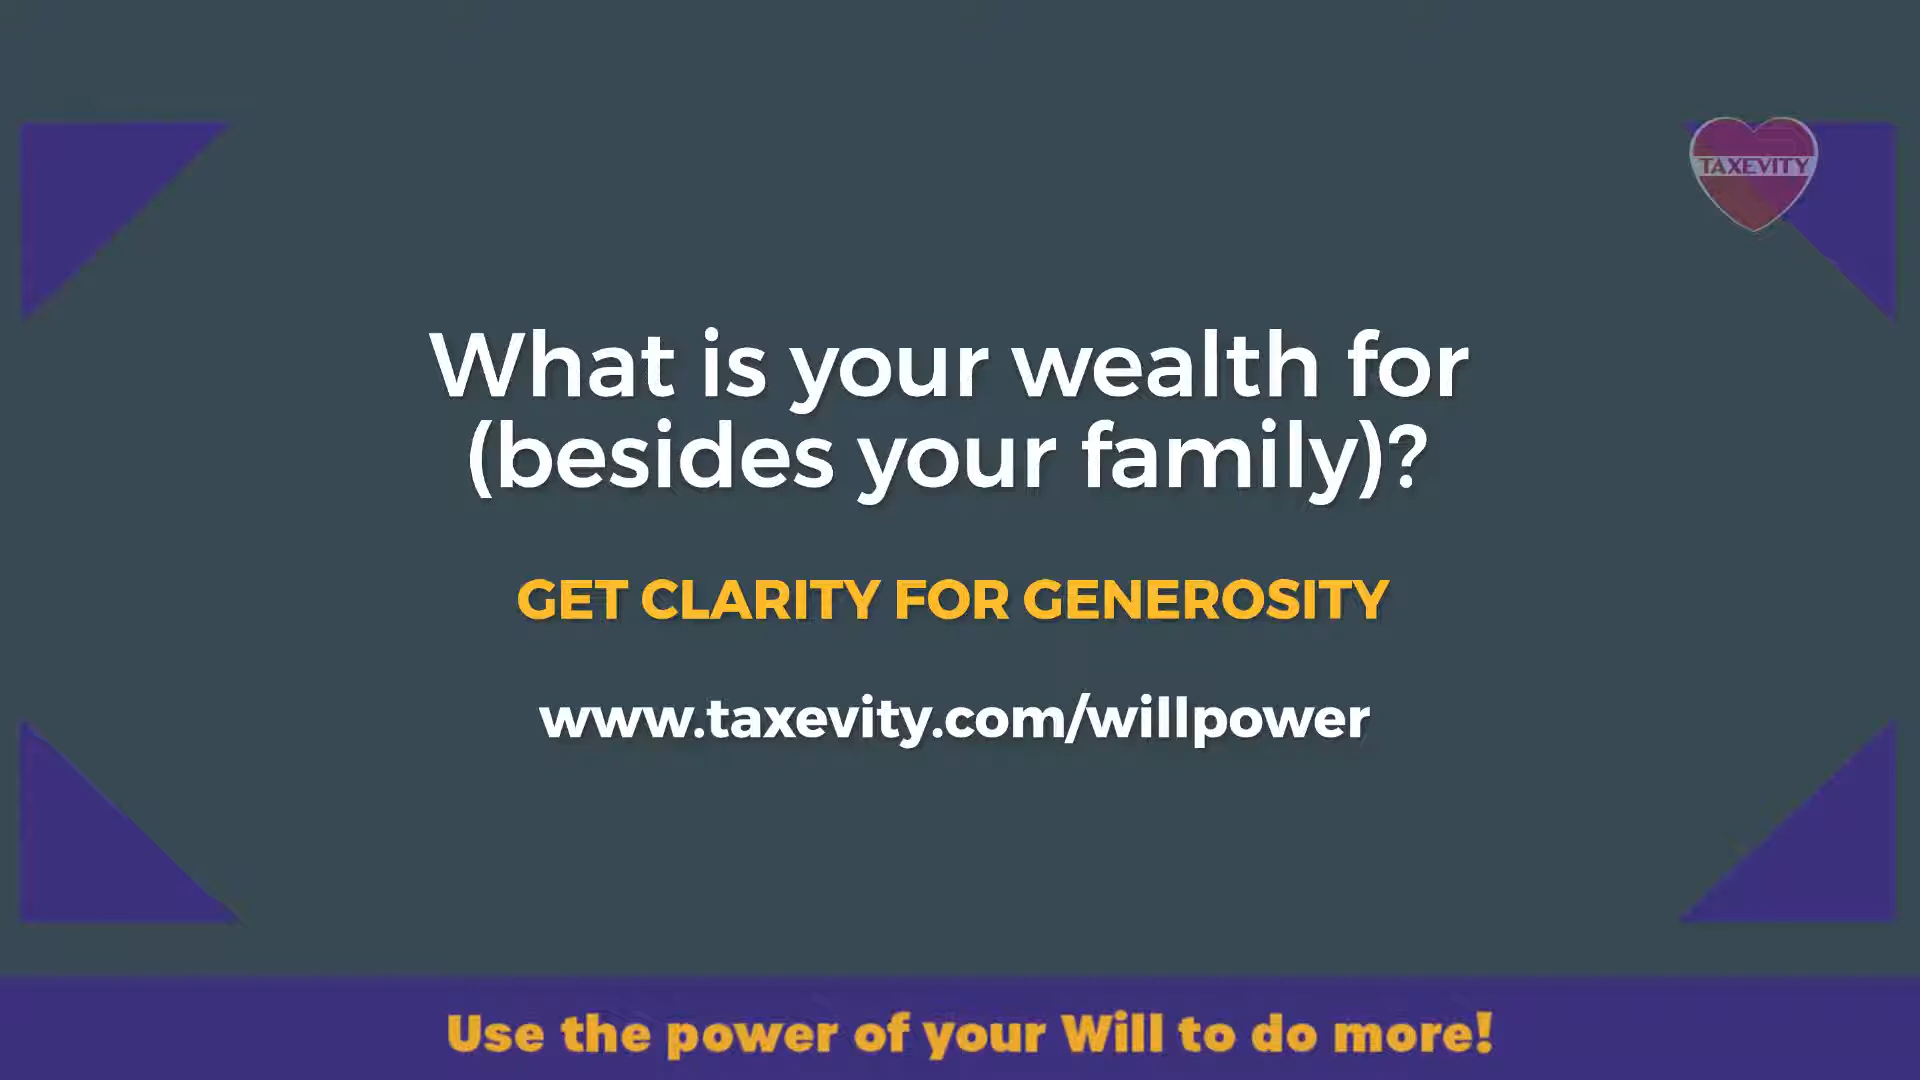 TAXEVITY
What is your wealth for
(besides your family)?
GET CLARITY FOR GENEROSITY
www.taxevity.com/willpower
Use the power of your Will to do more!